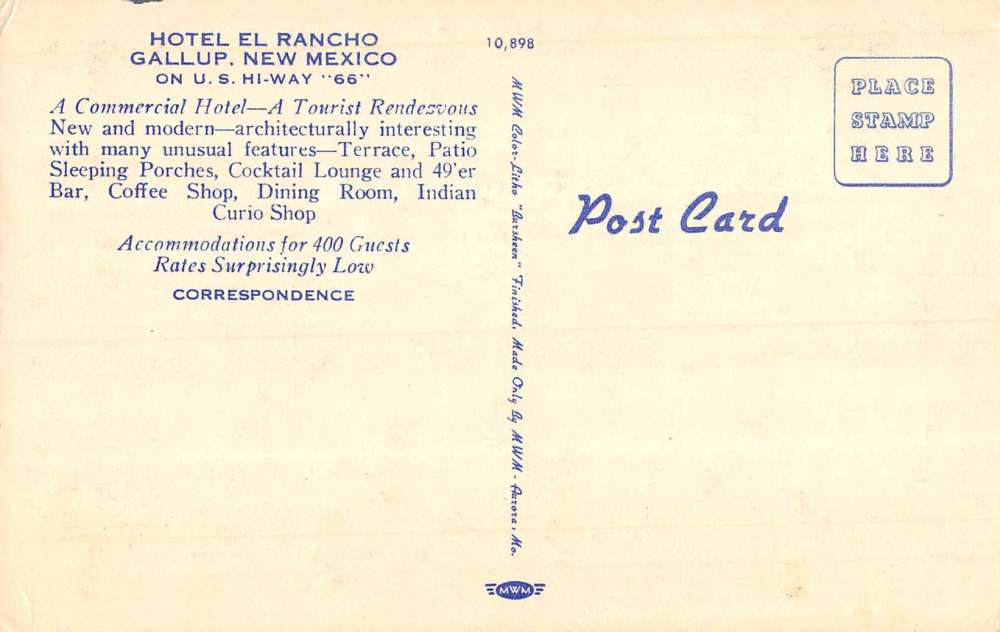 HOTEL EL RANCHO
GALLUP, NEW MEXICO
ON U. S. HI-WAY "66"
A Commercial Hotel—A Tourist Rendezvous
New and modern—architecturally interesting
with many unusual features—Terrace, Patio
Sleeping Porches, Cocktail Lounge and 49'er
Bar, Coffee Shop, Dining Room, Indian
Curio Shop
Accommodations for 400 Guests
Rates Surprisingly Low
CORRESPONDENCE
10,898
MWM Color-Litho "Varsheen" Finished. Made Only By MWM - Aurora, Mo.
MWM
Post Card
PLACE
STAMP
HERE